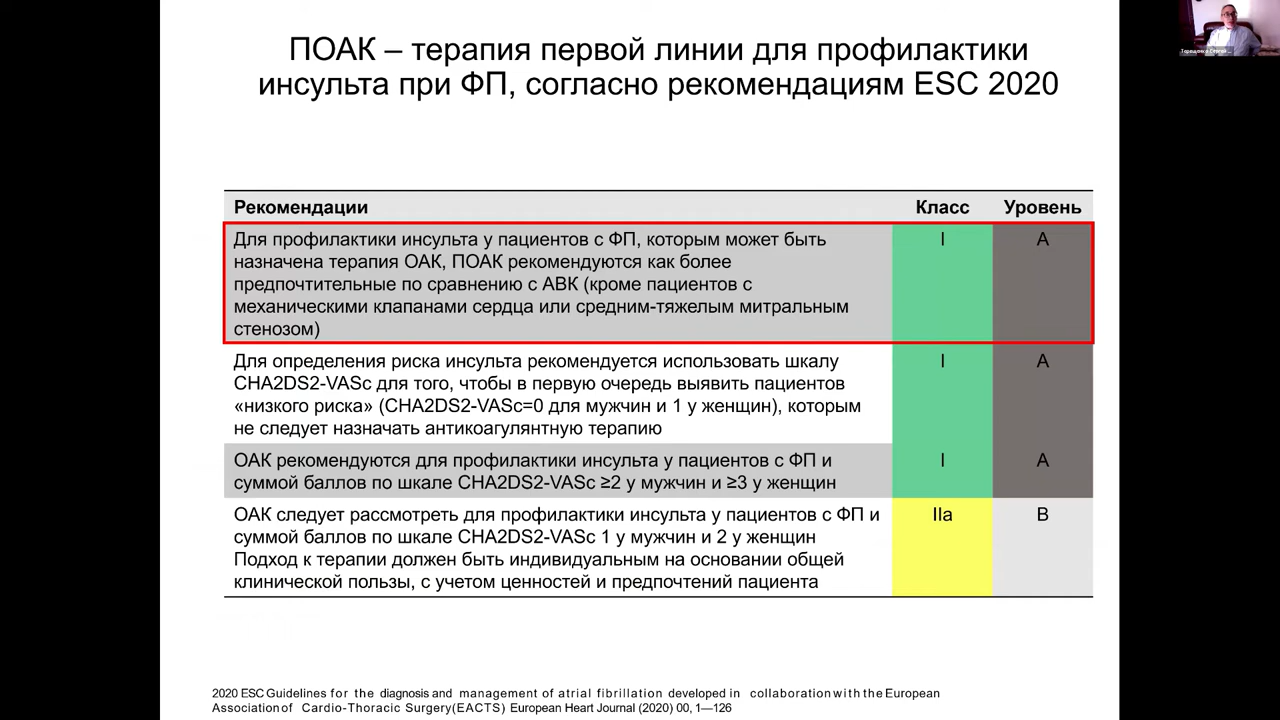 ПОАК – терапия первой линии для профилактики
инсульта при ФП, согласно рекомендациям ESC 2020
Рекомендации Класс Уровень
Для профилактики инсульта у пациентов с ФП, которым может быть I A
назначена терапия ОАК, ПОАК рекомендуются как более
предпочтительные по сравнению с АВК (кроме пациентов с
механическими клапанами сердца или средним-тяжелым митральным
стенозом)
Для определения риска инсульта рекомендуется использовать шкалу I A
CHA2DS2-VASc для того, чтобы в первую очередь выявить пациентов
«низкого риска» (CHA2DS2-VASc=0 для мужчин и 1 у женщин), которым
не следует назначать антикоагулянтную терапию
ОАК рекомендуются для профилактики инсульта у пациентов с ФП и I A
суммой баллов по шкале CHA2DS2-VASc ≥2 у мужчин и ≥3 у женщин
ОАК следует рассмотреть для профилактики инсульта у пациентов с ФП и IIa B
суммой баллов по шкале CHA2DS2-VASc 1 у мужчин и 2 у женщин
Подход к терапии должен быть индивидуальным на основании общей
клинической пользы, с учетом ценностей и предпочтений пациента
2020 ESC Guidelines for the diagnosis and management of atrial fibrillation developed in collaboration with the European
Association of Cardio-Thoracic Surgery(EACTS) European Heart Journal (2020) 00, 1—126